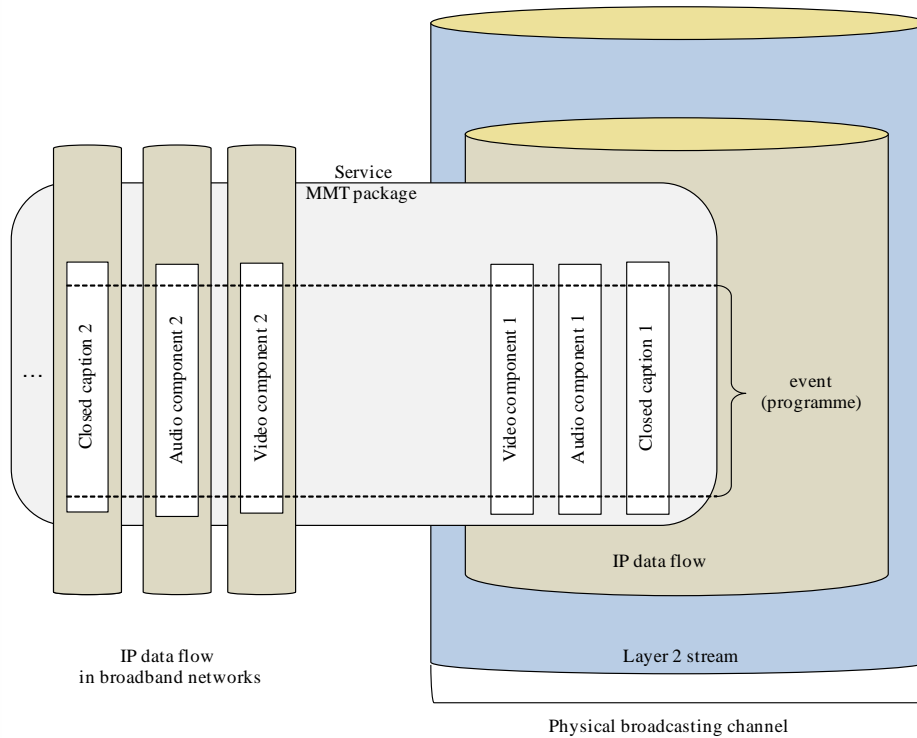 Service
MMT package
Closed caption 2
Audio component 2
Video component 2
Video component 1
Audio component 1
Closed caption 1
...
event
(programme)
IP data flow
IP data flow
in broadband networks
Layer 2 stream
Physical broadcasting channel